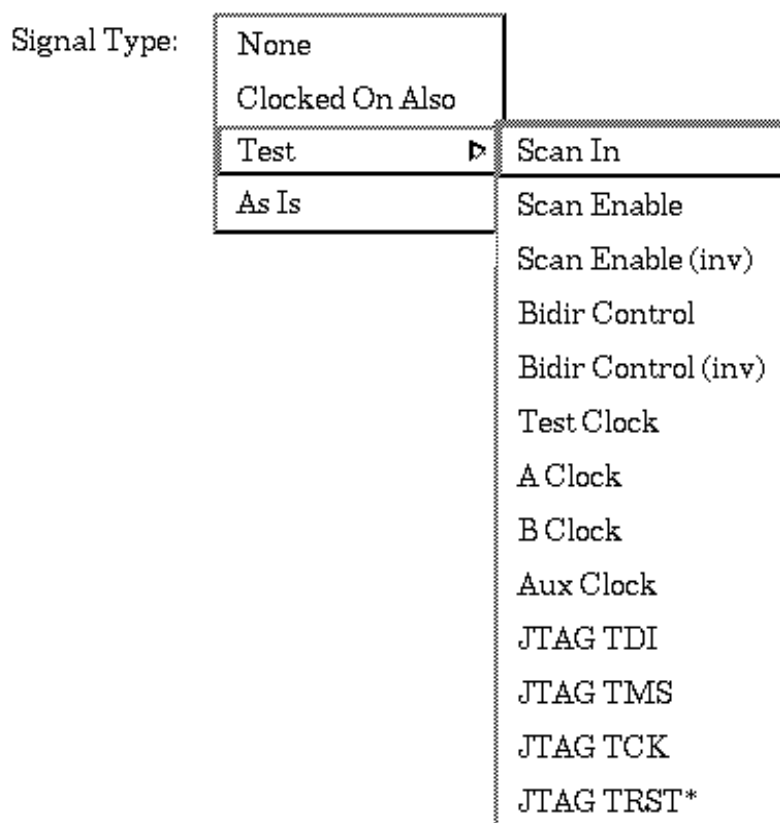 Signal Type:
None
Clocked On Also
Test
As Is
Scan In
Scan Enable
Scan Enable (inv)
Bidir Control
Bidir Control (inv)
Test Clock
A Clock
B Clock
Aux Clock
JTAG TDI
JTAG TMS
JTAG TCK
JTAG TRST*